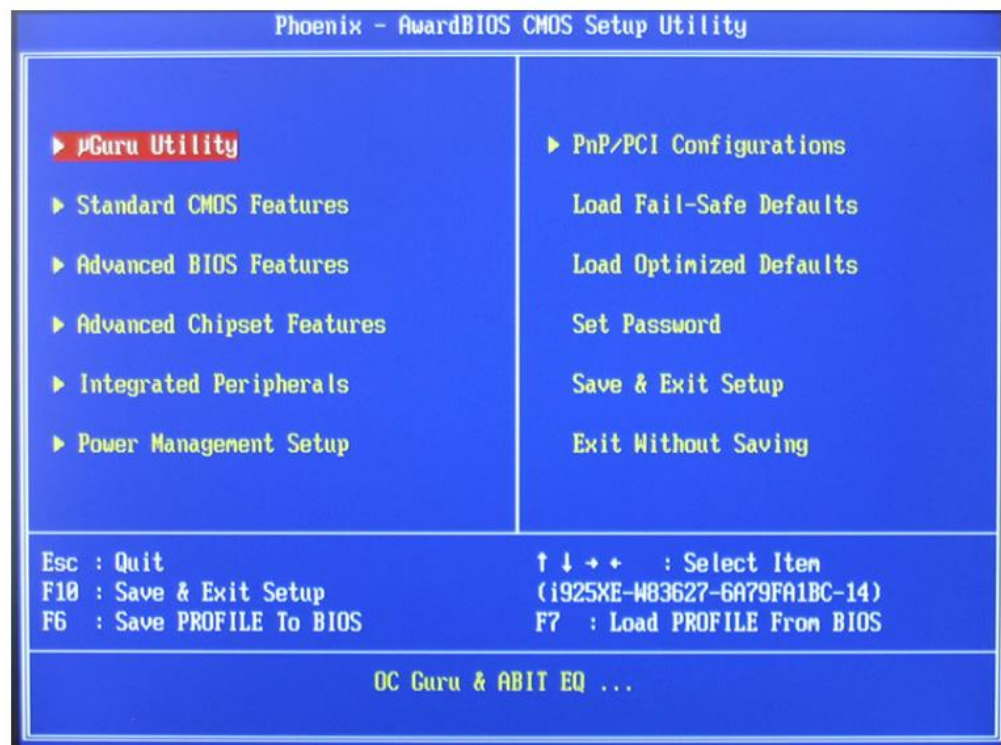 Phoenix - AwardBIOS CMOS Setup Utility
▶ µGuru Utility
▶ Standard CMOS Features
▶ Advanced BIOS Features
▶ Advanced Chipset Features
▶ Integrated Peripherals
▶ Power Management Setup
▶ PnP/PCI Configurations
Load Fail-Safe Defaults
Load Optimized Defaults
Set Password
Save & Exit Setup
Exit Without Saving
Esc : Quit
F10 : Save & Exit Setup
F6 : Save PROFILE To BIOS
↑ ↓ → ← : Select Item
(i925XE-W83627-6A79FA1BC-14)
F7 : Load PROFILE From BIOS
OC Guru & ABIT EQ ...